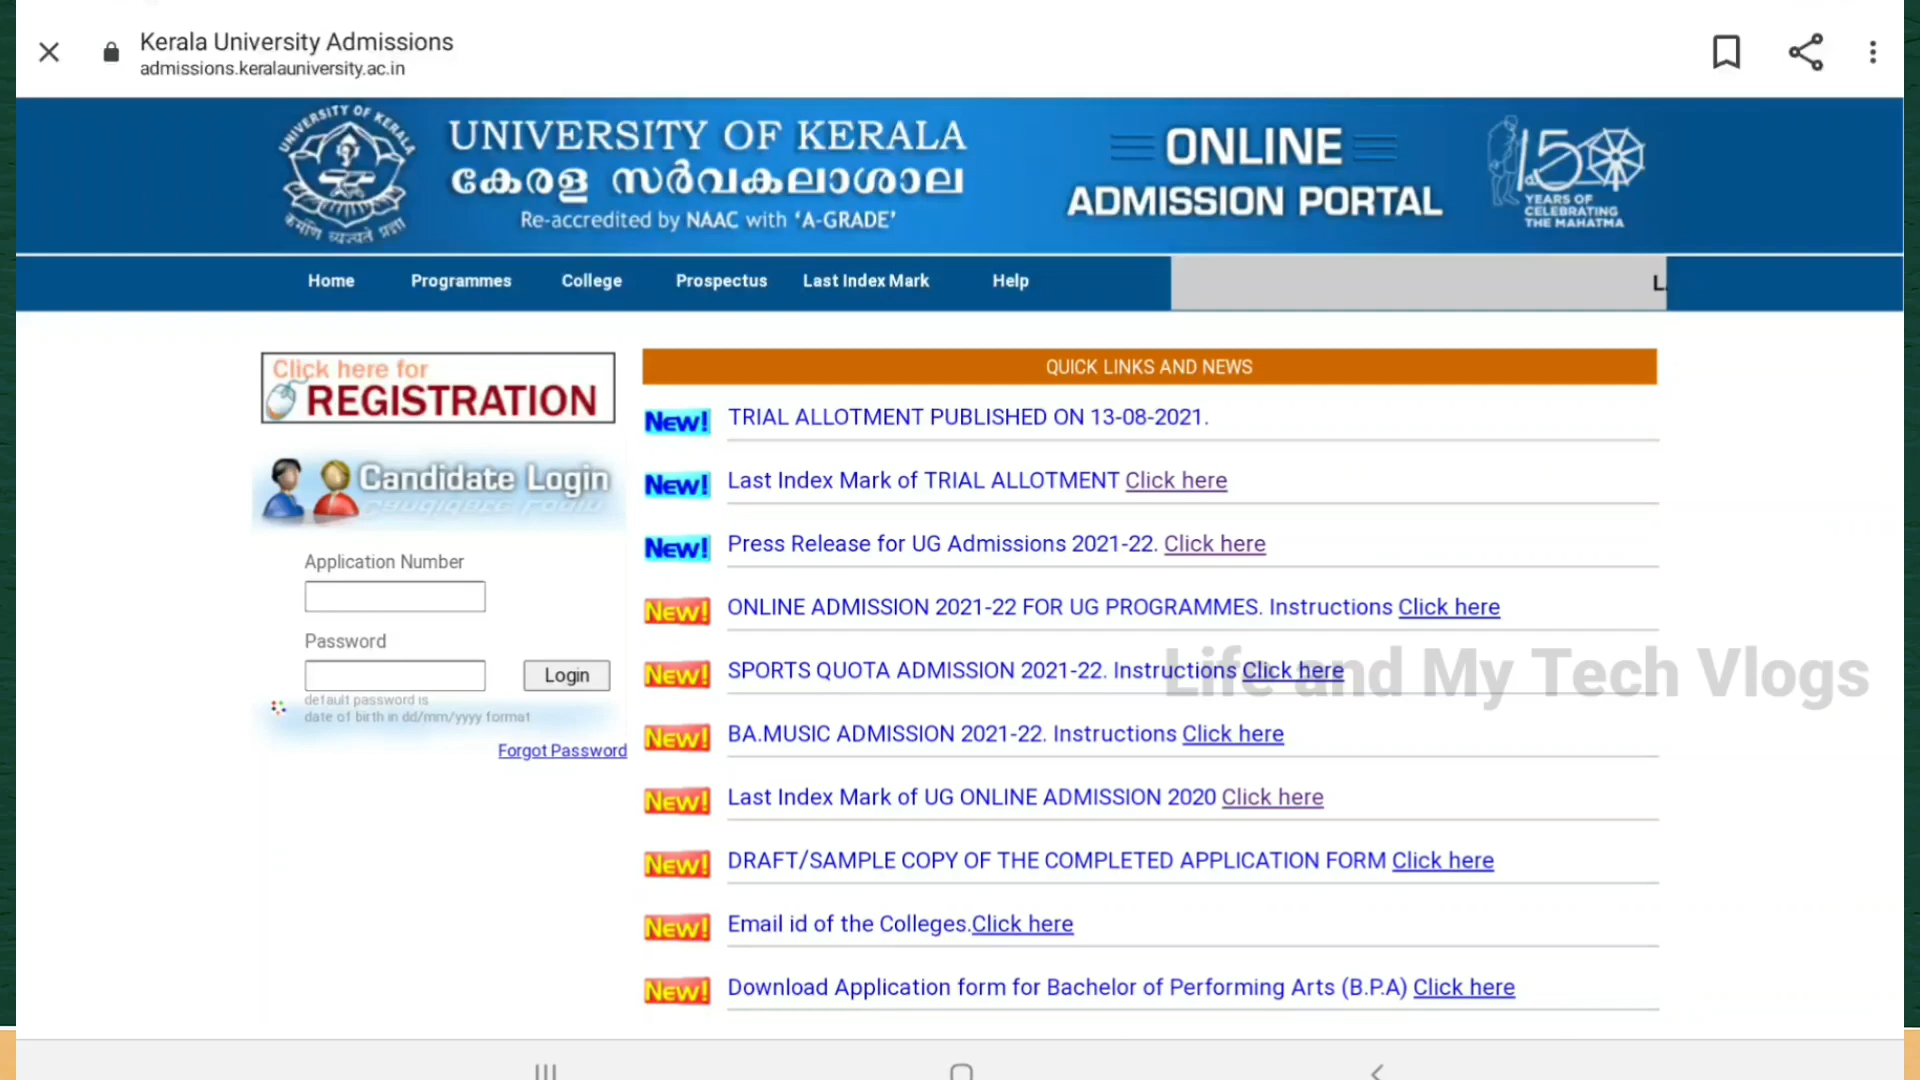 Kerala University Admissions
admissions.keralauniversity.ac.in
UNIVERSITY OF KERALA
UNIVERSITY OF KERALA
കേരള സർവകലാശാല
Re-accredited by NAAC with ‘A-GRADE’
कर्मणि व्यज्यते प्रज्ञा
ONLINE
ADMISSION PORTAL
150
YEARS OF
CELEBRATING
THE MAHATMA
Home Programmes College Prospectus Last Index Mark Help
Click here for
REGISTRATION
Candidate Login
Application Number
Password
Login
default password is
date of birth in dd/mm/yyyy format
Forgot Password
QUICK LINKS AND NEWS
New! TRIAL ALLOTMENT PUBLISHED ON 13-08-2021.
New! Last Index Mark of TRIAL ALLOTMENT Click here
New! Press Release for UG Admissions 2021-22. Click here
New! ONLINE ADMISSION 2021-22 FOR UG PROGRAMMES. Instructions Click here
New! SPORTS QUOTA ADMISSION 2021-22. Instructions Click here
Life and My Tech Vlogs
New! BA.MUSIC ADMISSION 2021-22. Instructions Click here
New! Last Index Mark of UG ONLINE ADMISSION 2020 Click here
New! DRAFT/SAMPLE COPY OF THE COMPLETED APPLICATION FORM Click here
New! Email id of the Colleges.Click here
New! Download Application form for Bachelor of Performing Arts (B.P.A) Click here